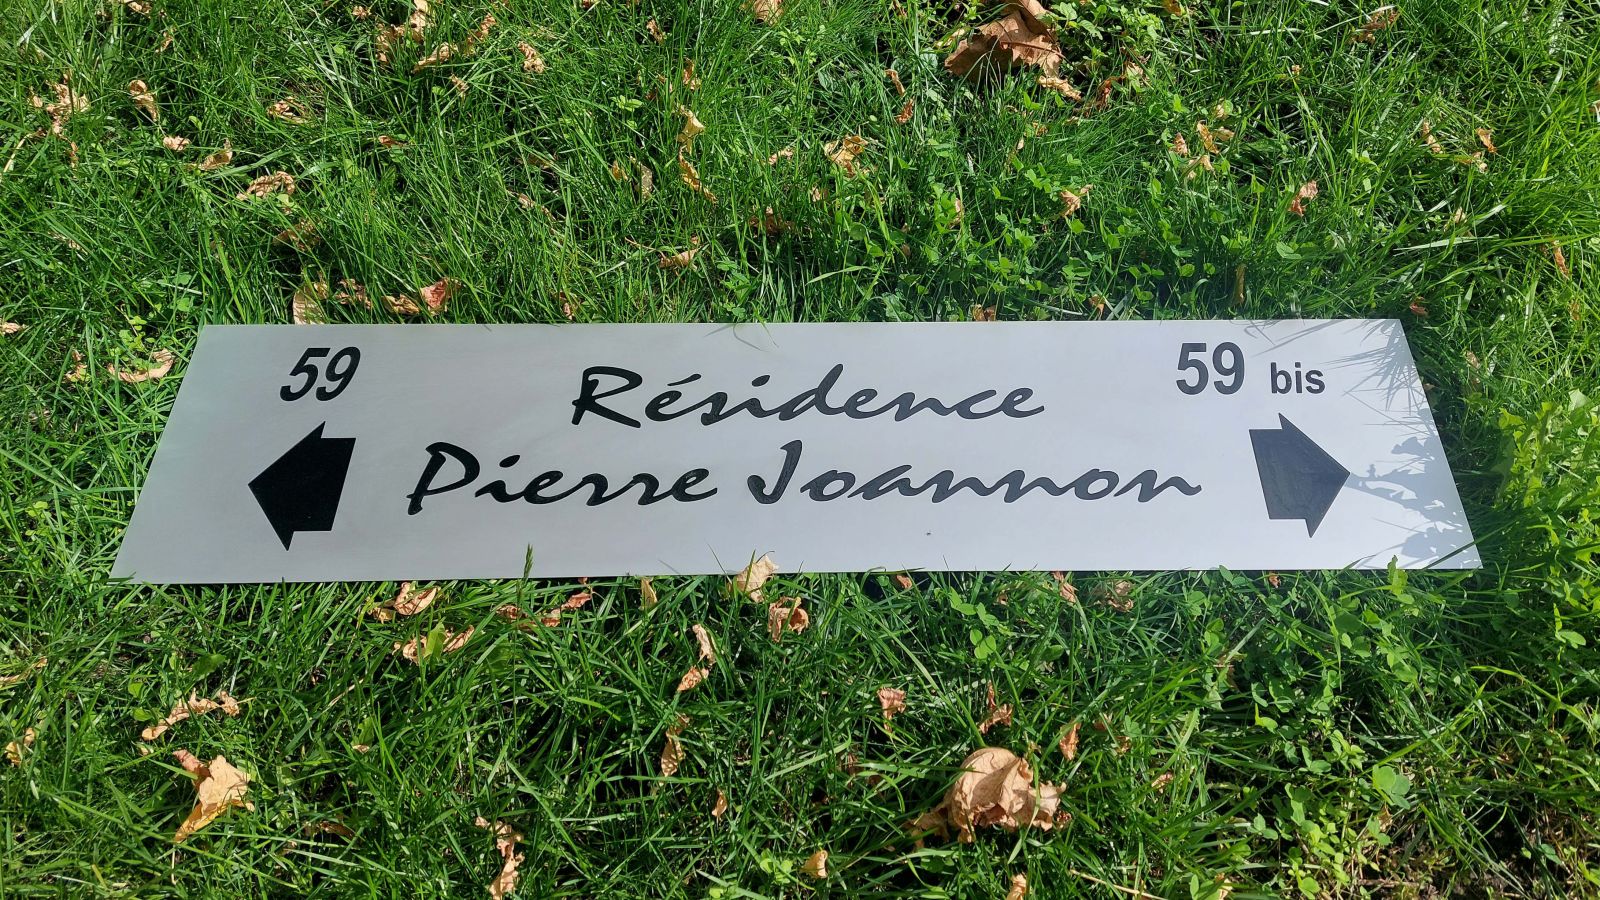 59
Résidence
Pierre Joannon
59 bis